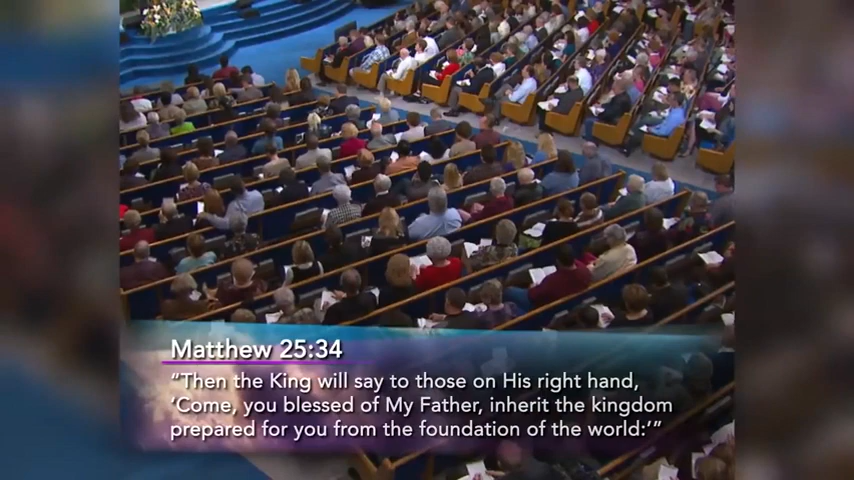 Matthew 25:34
“Then the King will say to those on His right hand,
‘Come, you blessed of My Father, inherit the kingdom
prepared for you from the foundation of the world:’”